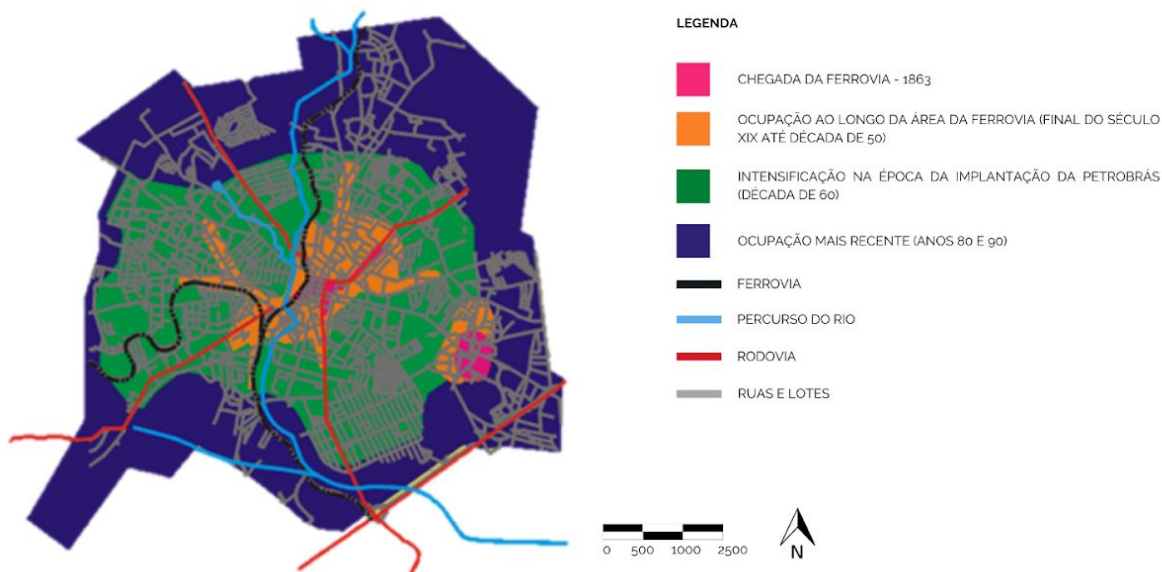 LEGENDA
CHEGADA DA FERROVIA - 1863
OCUPAÇÃO AO LONGO DA ÁREA DA FERROVIA (FINAL DO SÉCULO
XIX ATÉ DÉCADA DE 50)
INTENSIFICAÇÃO NA ÉPOCA DA IMPLANTAÇÃO DA PETROBRÁS
(DÉCADA DE 60)
OCUPAÇÃO MAIS RECENTE (ANOS 80 E 90)
FERROVIA
PERCURSO DO RIO
RODOVIA
RUAS E LOTES
0 500 1000 2500
N